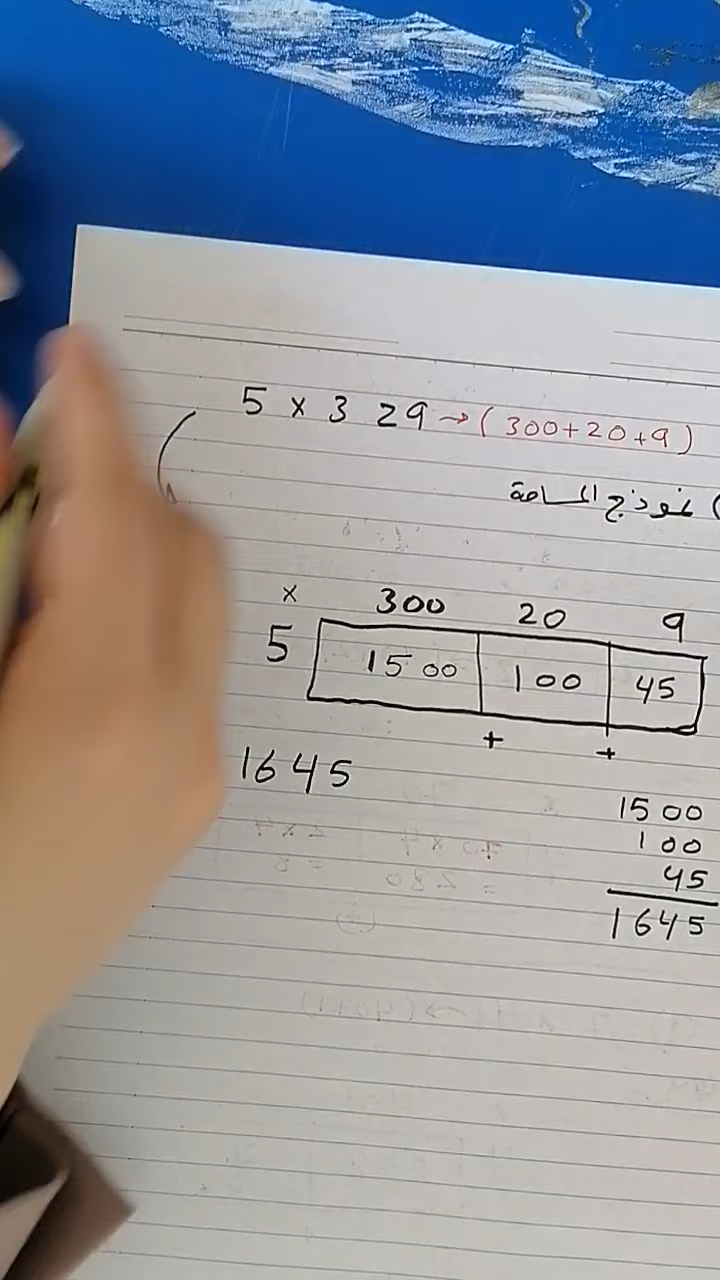 5 × 329 → (300+20+9)
) نموذج المساحة
× 300 20 9
5 1500 100 45
+ +
1645
1500
100
45
1645